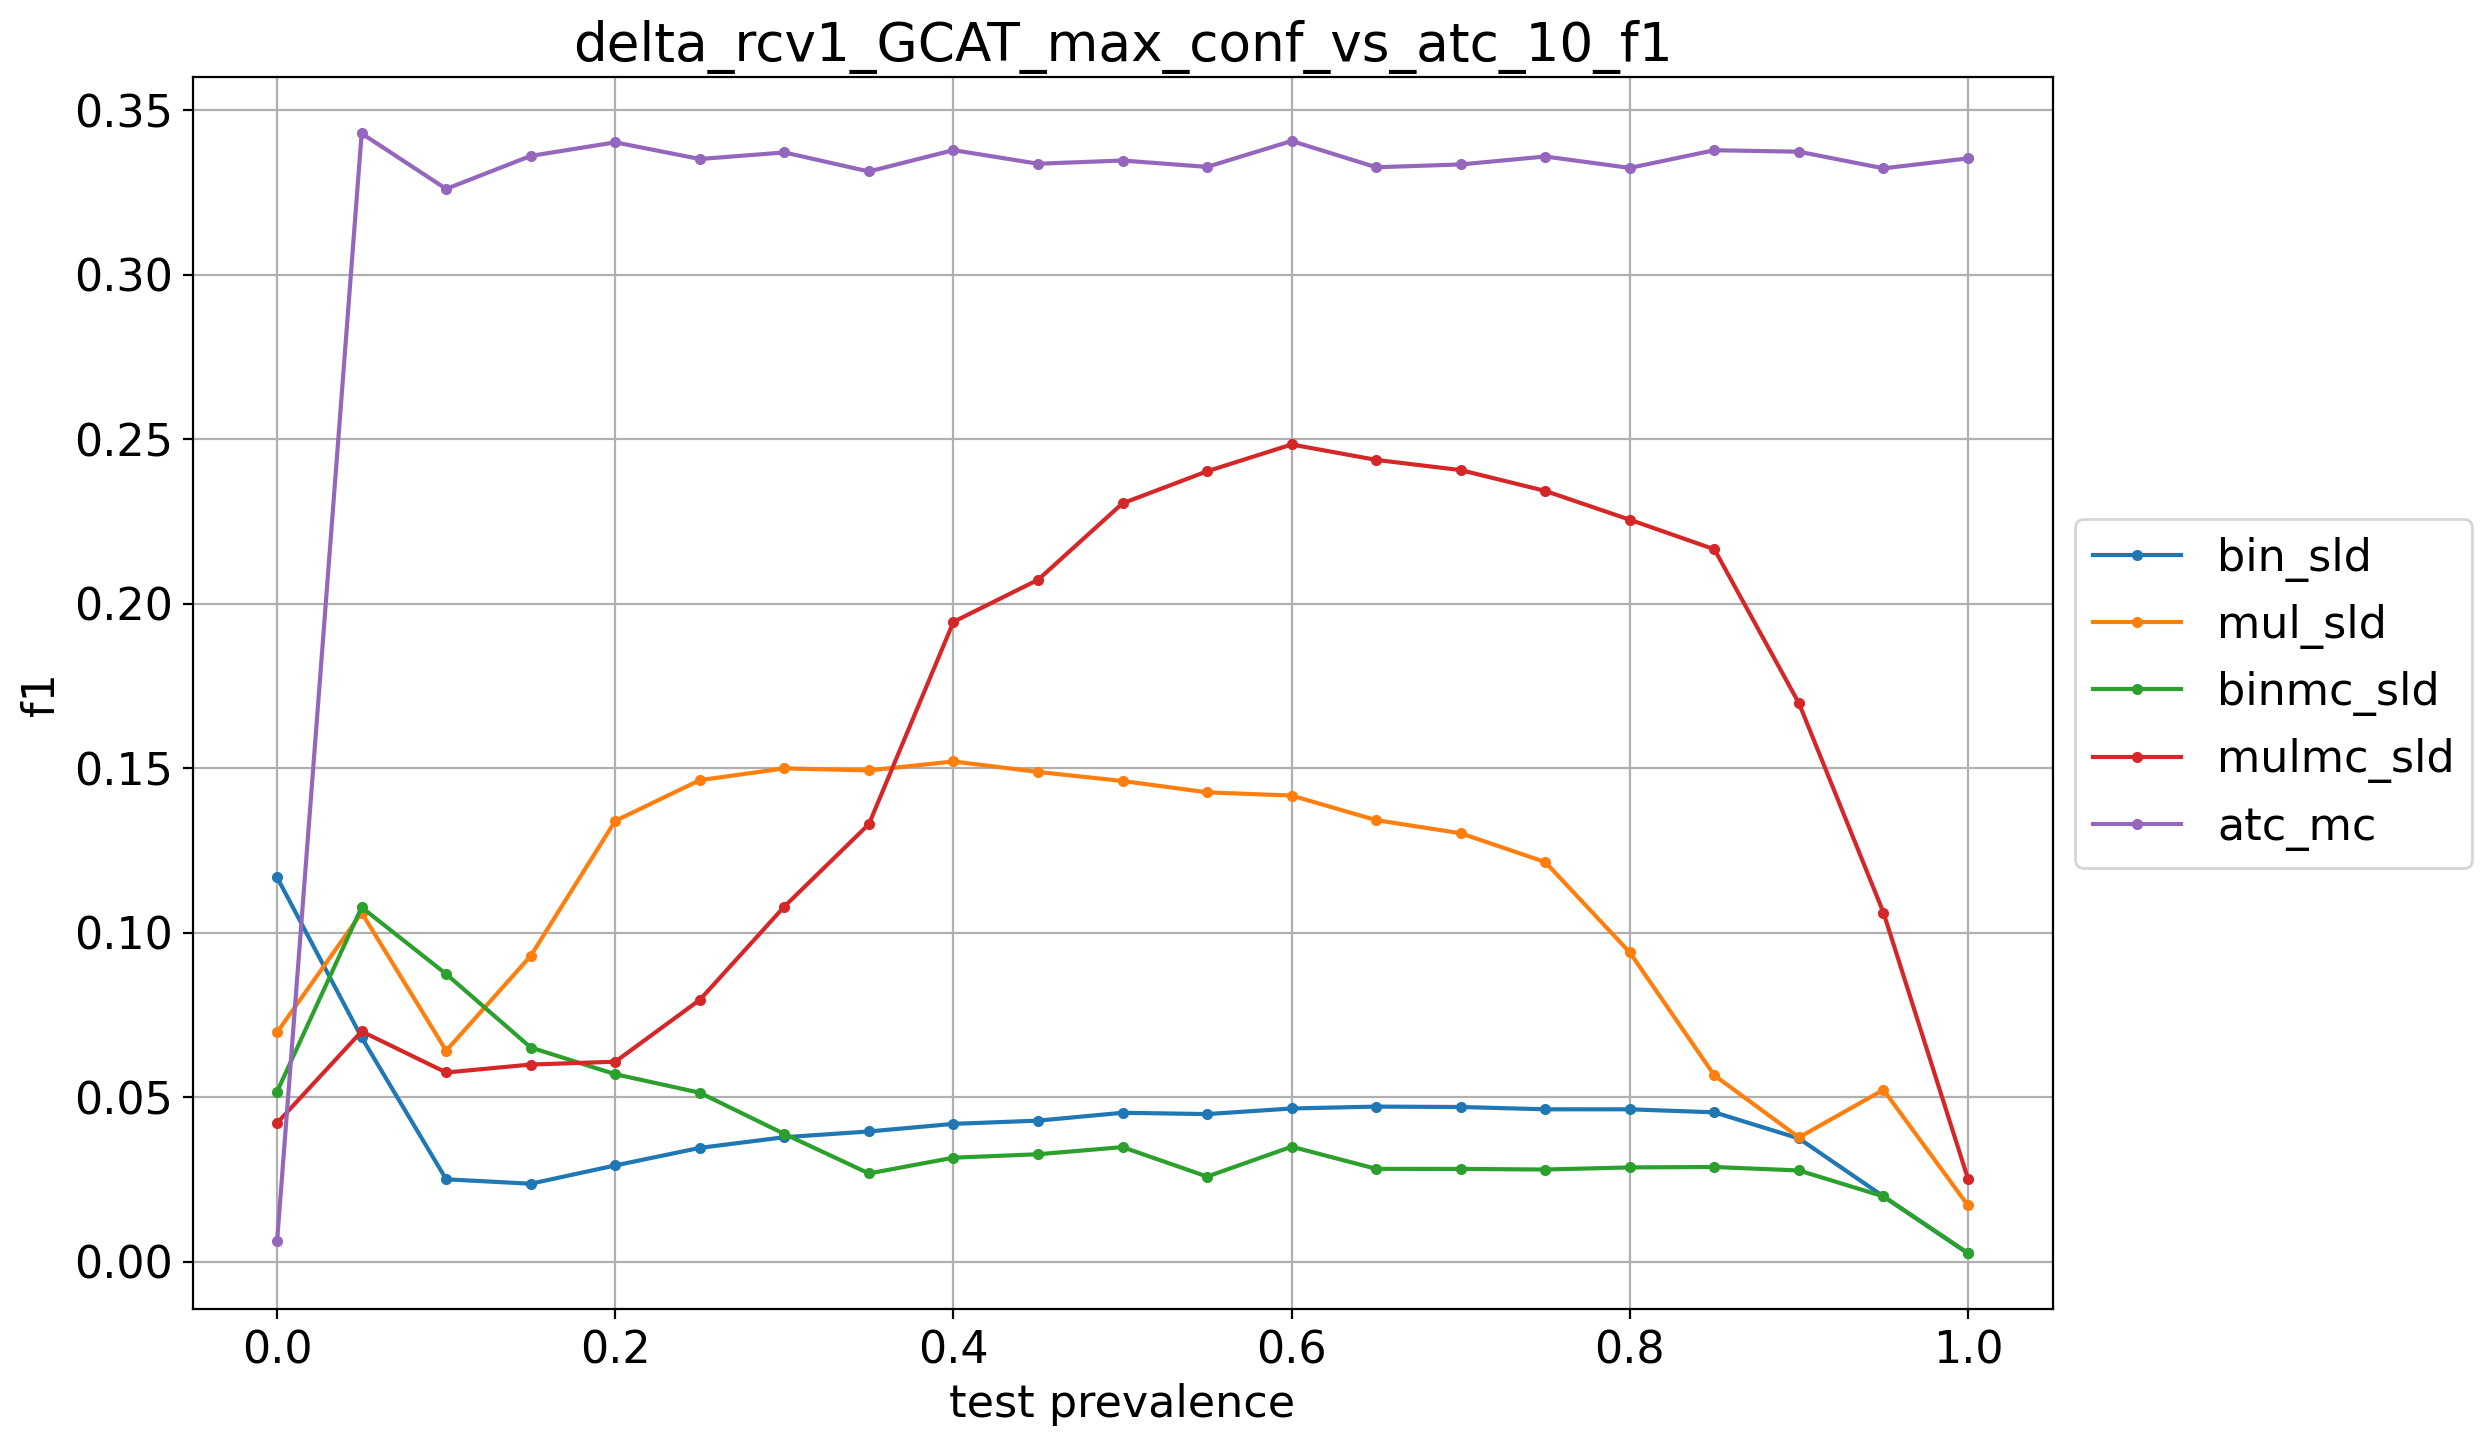 delta_rcv1_GCAT_max_conf_vs_atc_10_f1
0.35
0.30
0.25
0.20
0.15
0.10
0.05
0.00
f1
0.0 0.2 0.4 0.6 0.8 1.0
test prevalence
bin_sld
mul_sld
binmc_sld
mulmc_sld
atc_mc